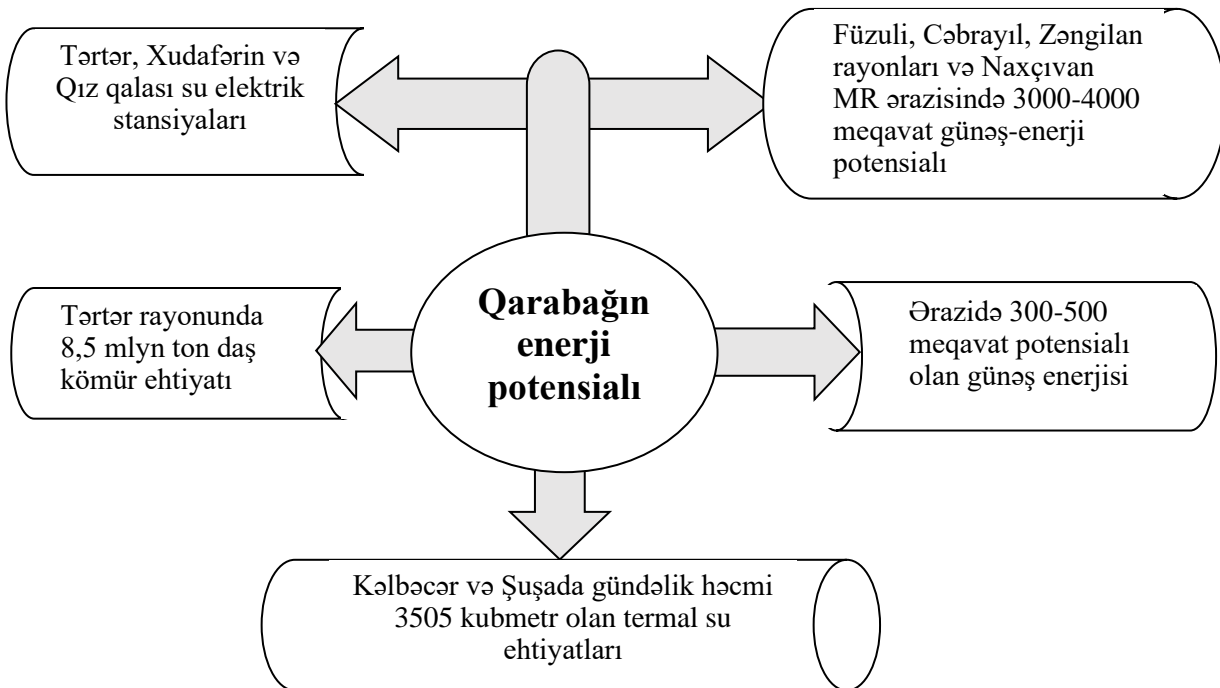 Tərtər, Xudafərin və
Qız qalası su elektrik
stansiyaları
Füzuli, Cəbrayıl, Zəngilan
rayonları və Naxçıvan
MR ərazisində 3000-4000
meqavat günəş-enerji
potensialı
Qarabağın
enerji
potensialı
Tərtər rayonunda
8,5 mlyn ton daş
kömür ehtiyatı
Ərazidə 300-500
meqavat potensialı
olan günəş enerjisi
Kəlbəcər və Şuşada gündəlik həcmi
3505 kubmetr olan termal su
ehtiyatları